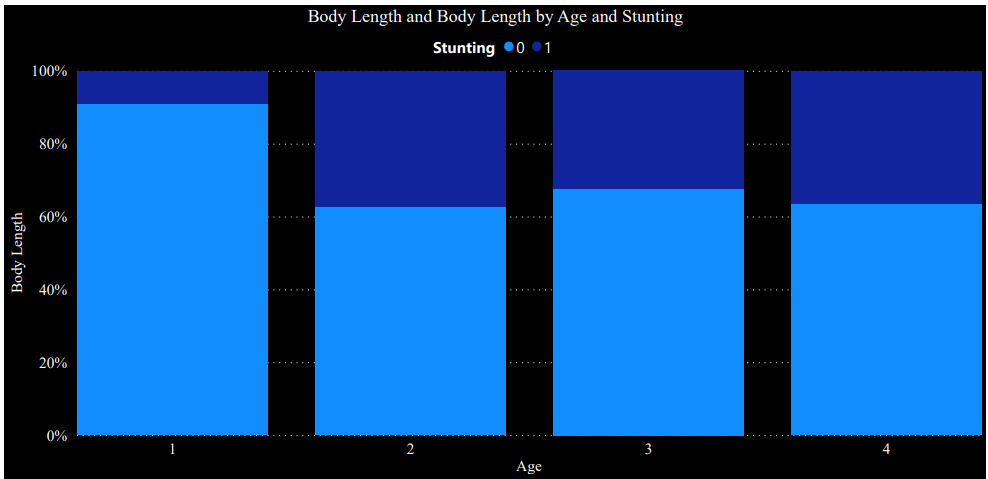 Body Length and Body Length by Age and Stunting
Stunting 0 1
100%
80%
60%
40%
20%
0%
Body Length
1 2 3 4
Age